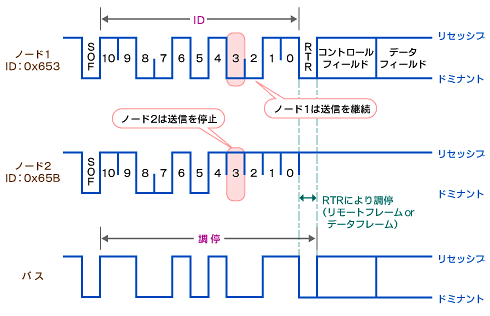 ID
ノード1
ID：0x653
SOF
10 9 8 7 6 5 4 3 2 1 0
RTR
コントロール
フィールド
データ
フィールド
リセッシブ
ドミナント
ノード1は送信を継続
ノード2は送信を停止
ノード2
ID：0x65B
SOF
10 9 8 7 6 5 4 3 2 1 0
リセッシブ
ドミナント
RTRにより調停
（リモートフレーム or
データフレーム）
調停
バス
リセッシブ
ドミナント